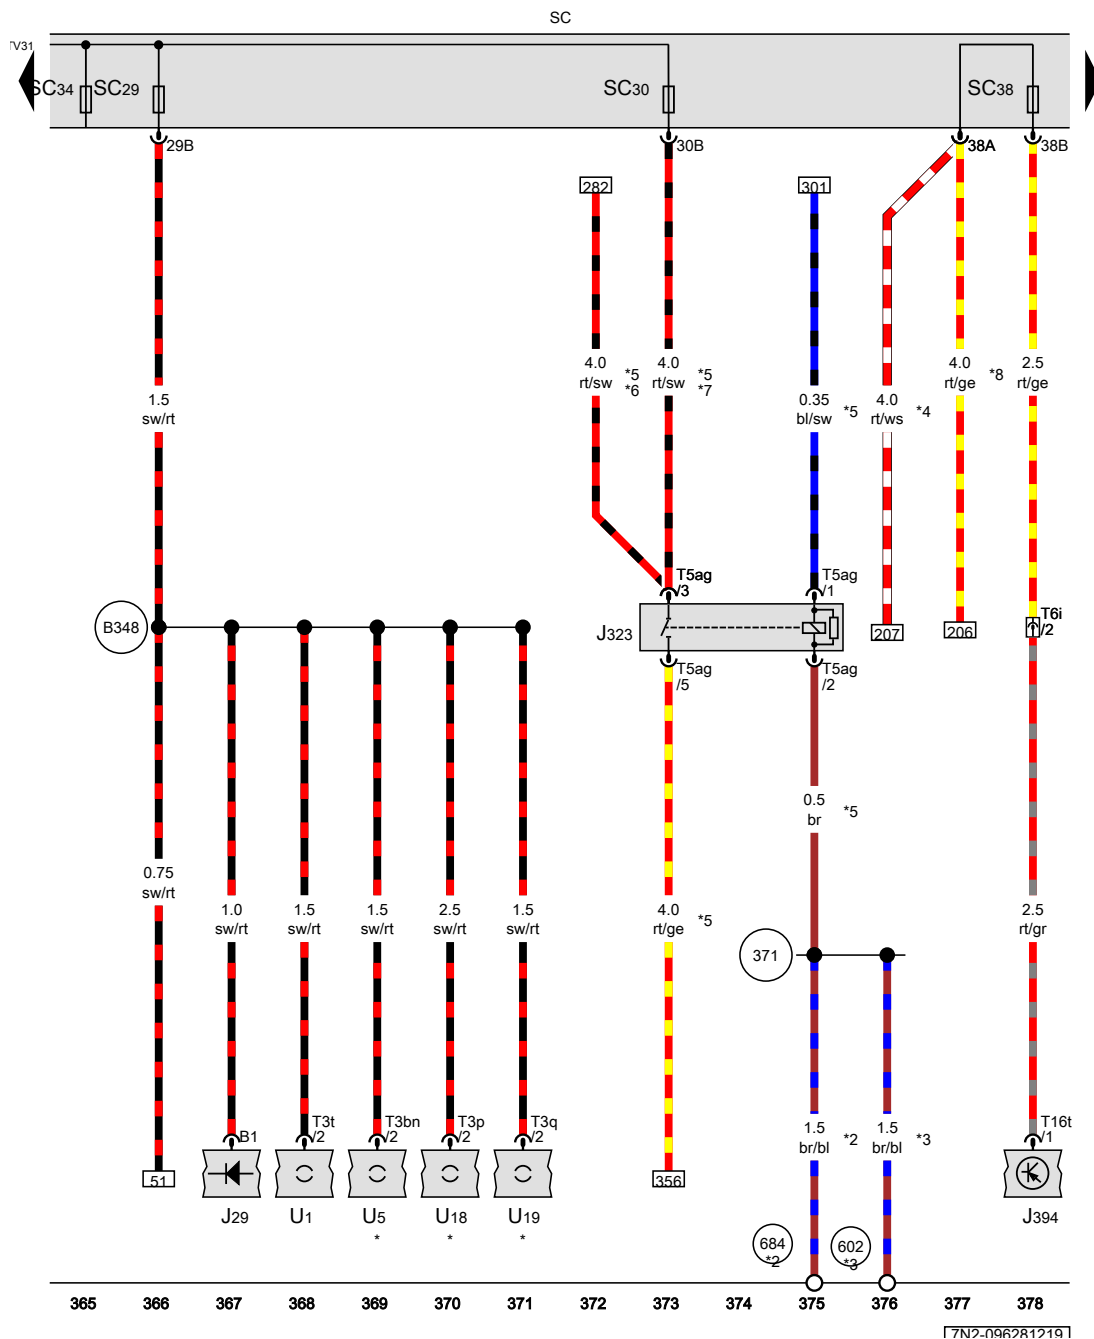 SC
TV31
SC34 SC29 SC30 SC38
29B 30B 38A 38B
282 301
4.0 rt/sw *5 *6
4.0 rt/sw *5 *7
4.0 rt/ge *8
2.5 rt/ge
1.5 sw/rt
0.35 bl/sw *5
4.0 rt/ws *4
T5ag /3
T5ag /1
B348
J323
207 206
T6i /2
T5ag /5
T5ag /2
0.5 br *5
0.75 sw/rt
1.0 sw/rt
1.5 sw/rt
1.5 sw/rt
2.5 sw/rt
1.5 sw/rt
4.0 rt/ge *5
2.5 rt/gr
371
B1
T3t /2
T3bn /2
T3p /2
T3q /2
1.5 br/bl *2
1.5 br/bl *3
T16t /1
51 356
J29 U1 U5 U18 U19 J394
* * *
684 *2
602 *3
365 366 367 368 369 370 371 372 373 374 375 376 377 378
7N2-096281219